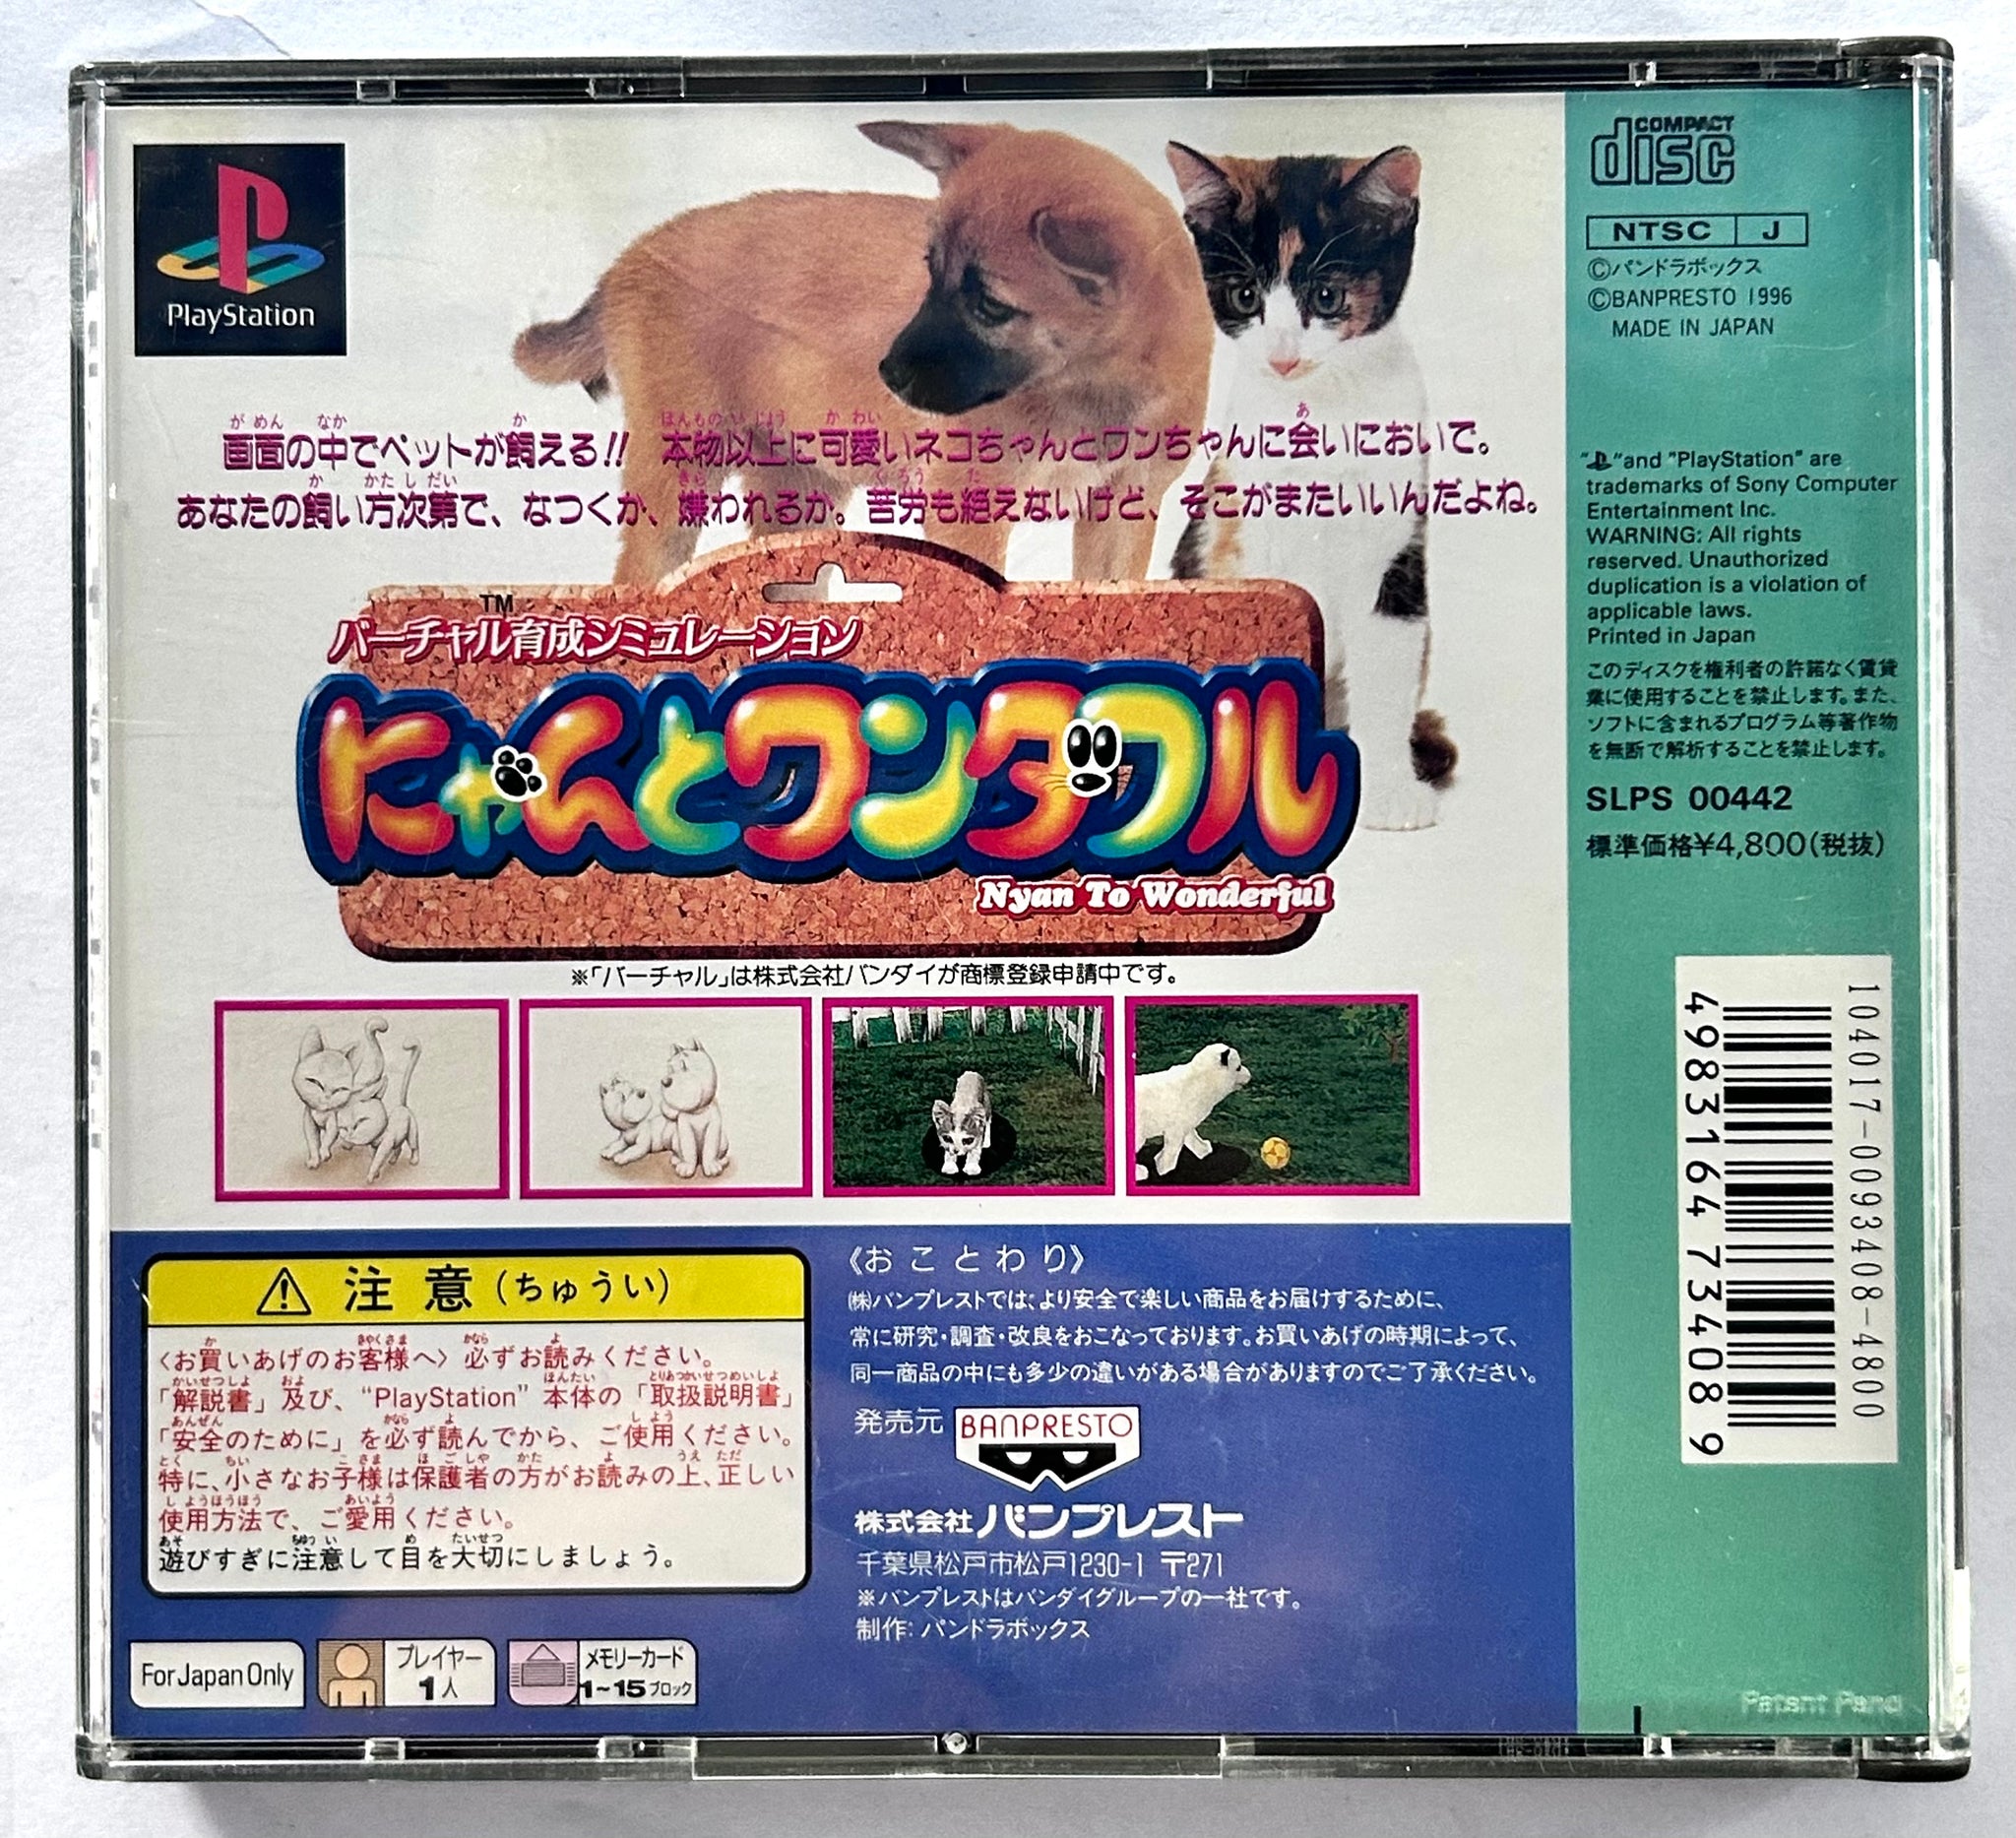 PlayStation
画面の中でペットが飼える!! 本物以上に可愛いネコちゃんとワンちゃんに会いにおいで。
あなたの飼い方次第で、なつくか、嫌われるか。苦労も絶えないけど、そこがまたいいんだよね。
TM
バーチャル育成シミュレーション
にゃんとワンダフル
Nyan To Wonderful
※「バーチャル」は株式会社バンダイが商標登録申請中です。
注意(ちゅうい)
〈お買いあげのお客様へ〉必ずお読みください。
「解説書」及び、“PlayStation” 本体の「取扱説明書」
「安全のために」を必ず読んでから、ご使用ください。
特に、小さなお子様は保護者の方がお読みの上、正しい
使用方法で、ご愛用ください。
遊びすぎに注意して目を大切にしましょう。
For Japan Only
プレイヤー
1人
メモリーカード
1~15ブロック
《おことわり》
㈱バンプレストでは、より安全で楽しい商品をお届けするために、
常に研究・調査・改良をおこなっております。お買いあげの時期によって、
同一商品の中にも多少の違いがある場合がありますのでご了承ください。
発売元 BANPRESTO
株式会社バンプレスト
千葉県松戸市松戸1230-1 〒271
※バンプレストはバンダイグループの一社です。
制作: パンドラボックス
COMPACT
disc
NTSC J
©パンドラボックス
©BANPRESTO 1996
MADE IN JAPAN
"PS"and "PlayStation" are
trademarks of Sony Computer
Entertainment Inc.
WARNING: All rights
reserved. Unauthorized
duplication is a violation of
applicable laws.
Printed in Japan
このディスクを権利者の許諾なく賃貸
業に使用することを禁止します。また、
ソフトに含まれるプログラム等著作物
を無断で解析することを禁止します。
SLPS 00442
標準価格¥4,800(税抜)
104017-0093408-4800
4983164 734089
Patent Pend